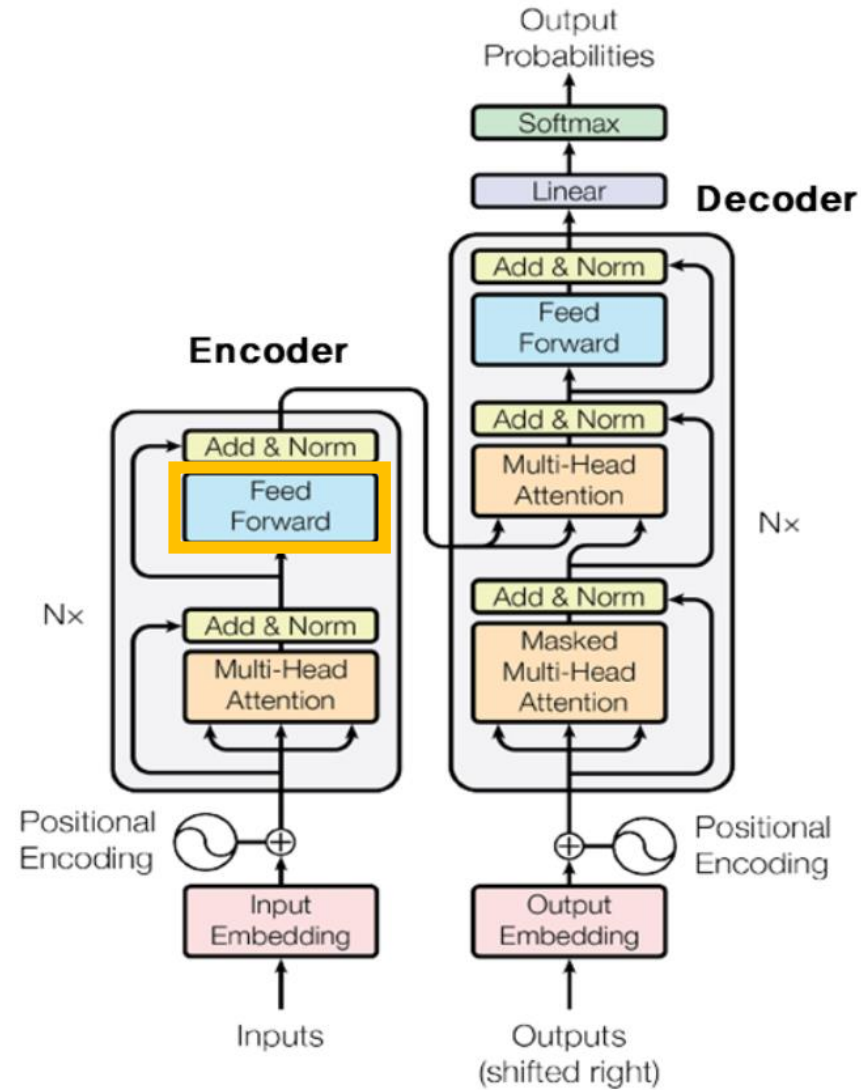 Output
Probabilities
Softmax
Linear
Decoder
Add & Norm
Feed
Forward
Add & Norm
Multi-Head
Attention
N×
Add & Norm
Masked
Multi-Head
Attention
Positional
Encoding
Output
Embedding
Outputs
(shifted right)
Encoder
Add & Norm
Feed
Forward
N×
Add & Norm
Multi-Head
Attention
Positional
Encoding
Input
Embedding
Inputs